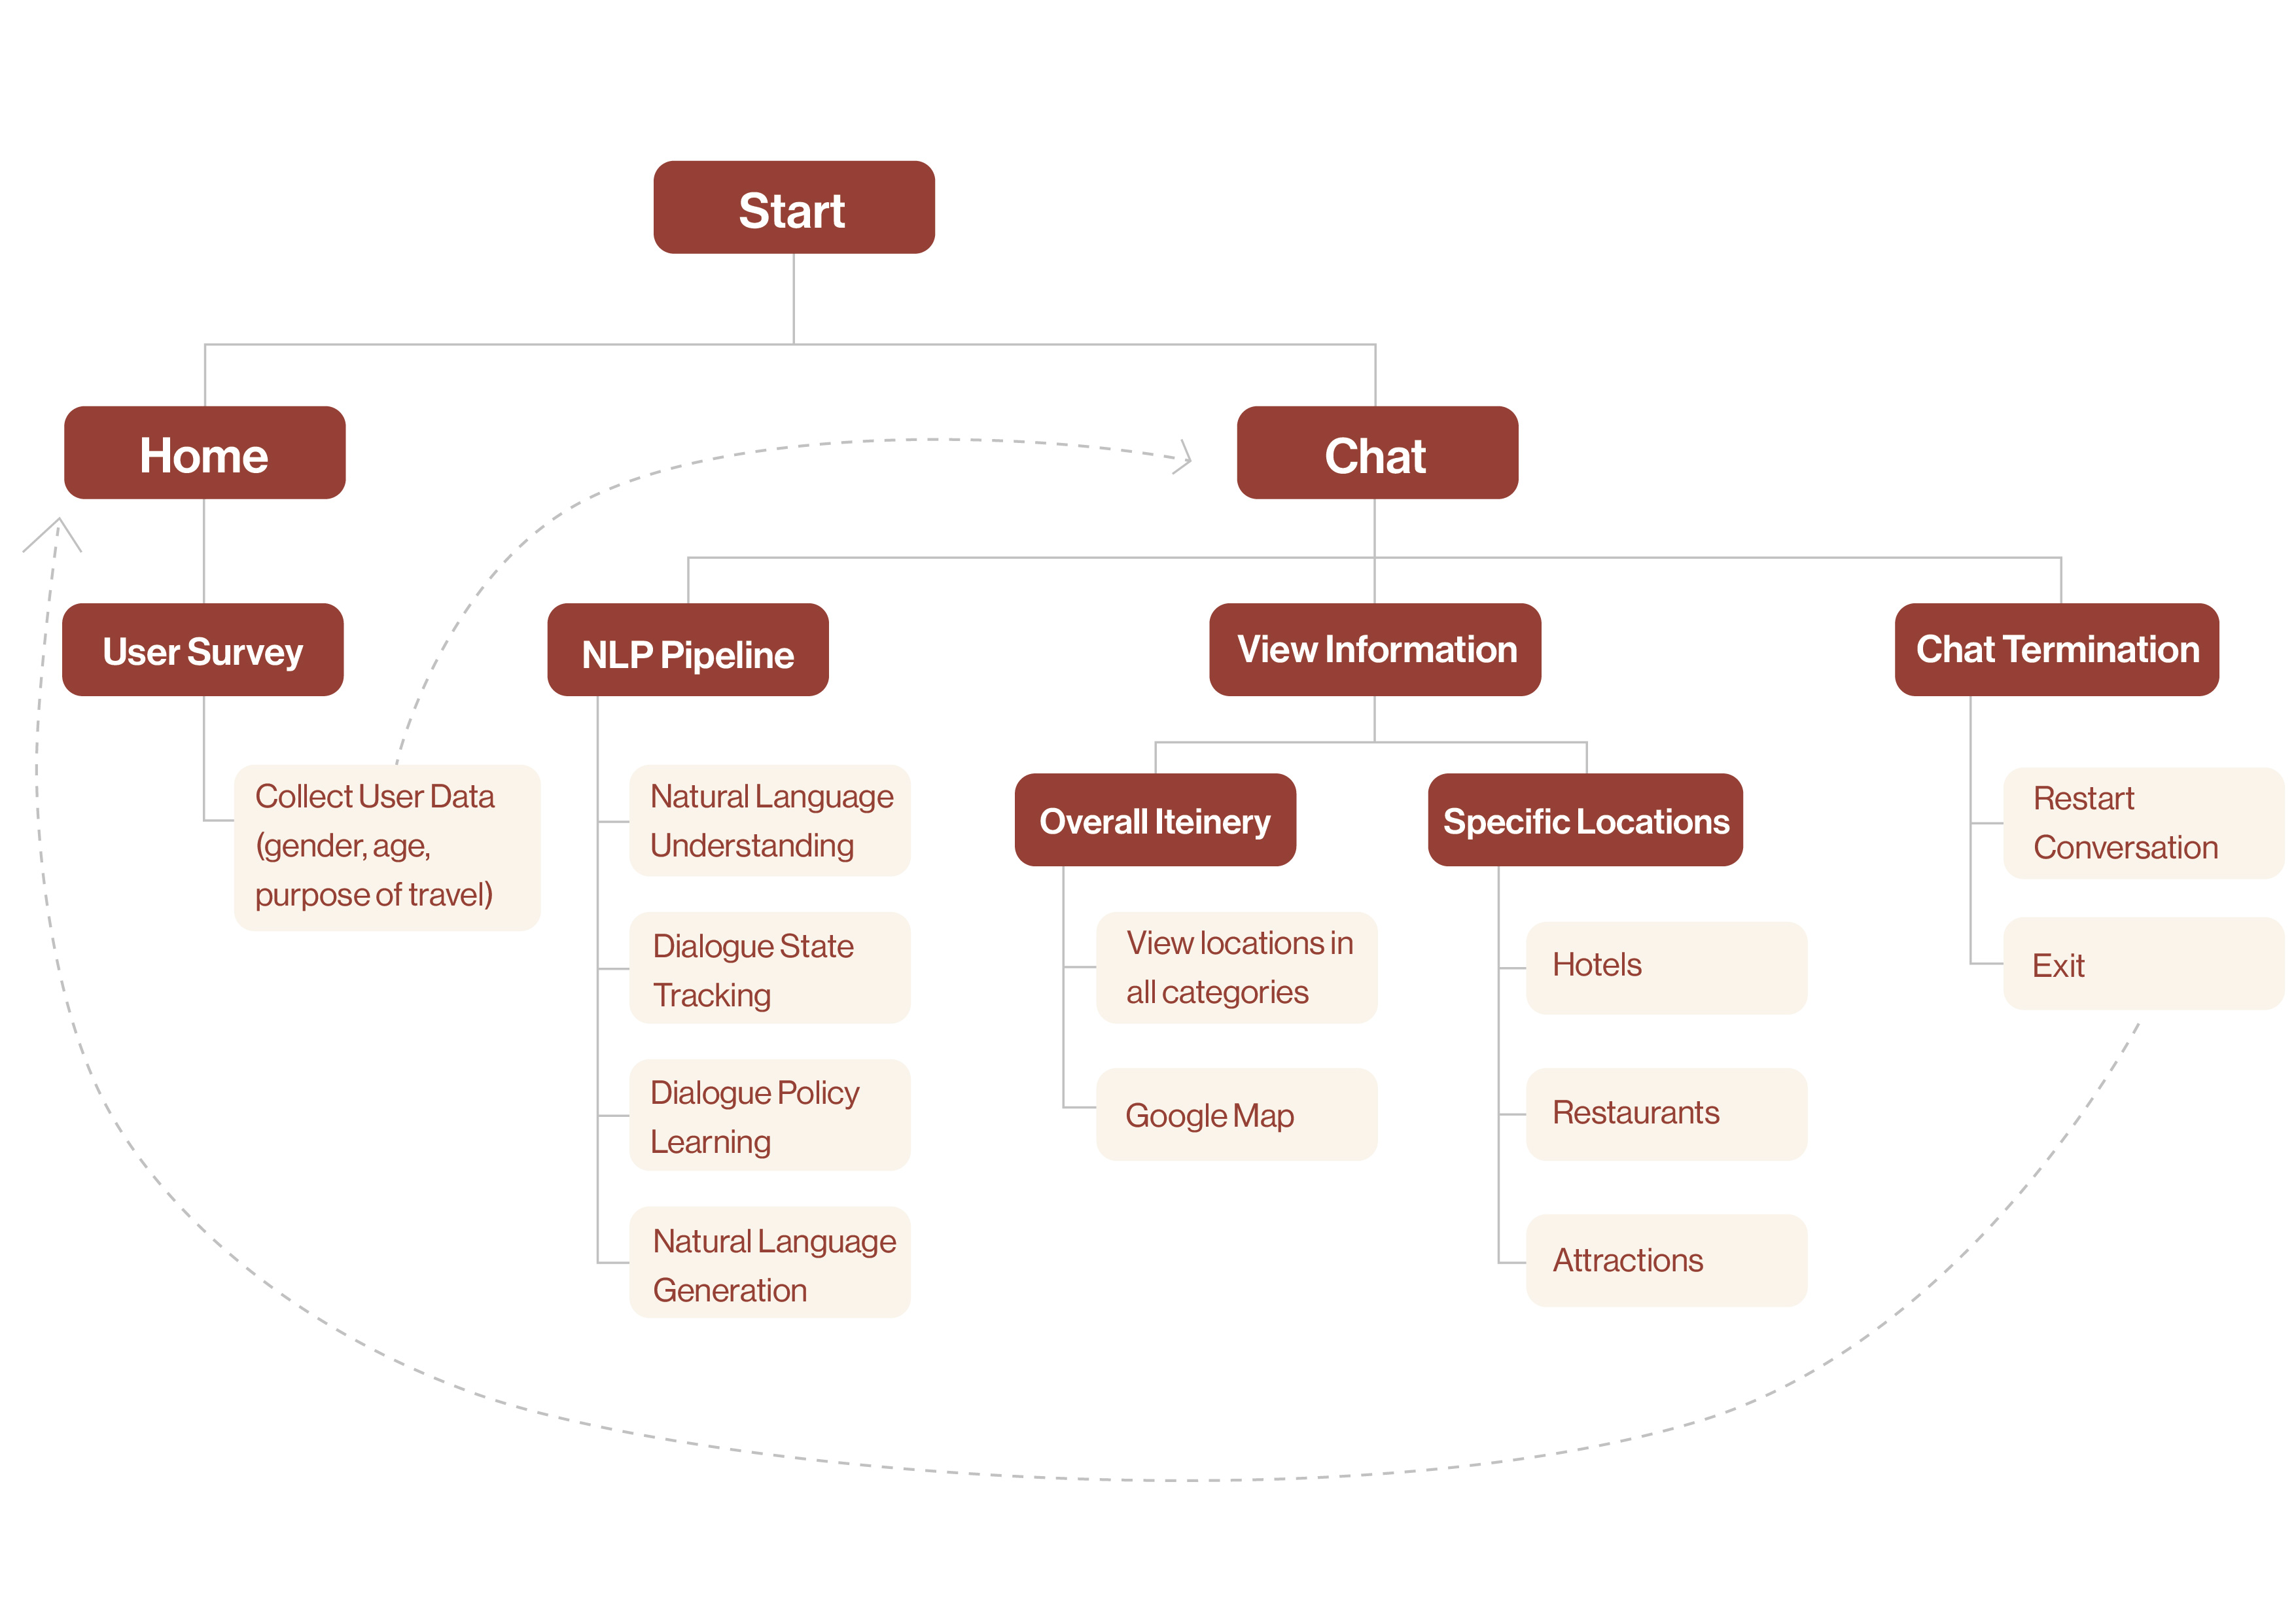 Start
Home
Chat
User Survey
NLP Pipeline
View Information
Chat Termination
Collect User Data
(gender, age,
purpose of travel)
Natural Language
Understanding
Dialogue State
Tracking
Dialogue Policy
Learning
Natural Language
Generation
Overall Iteinery
View locations in
all categories
Google Map
Specific Locations
Hotels
Restaurants
Attractions
Restart
Conversation
Exit